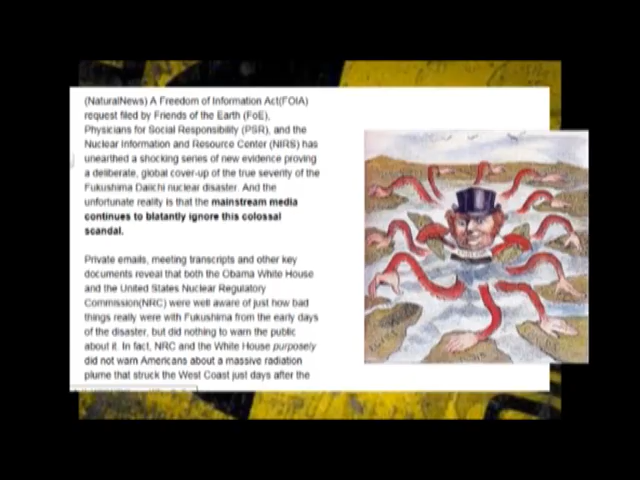 (NaturalNews) A Freedom of Information Act(FOIA)
request filed by Friends of the Earth (FoE),
Physicians for Social Responsibility (PSR), and the
Nuclear Information and Resource Center (NIRS) has
unearthed a shocking series of new evidence proving
a deliberate, global cover-up of the true severity of the
Fukushima Daiichi nuclear disaster. And the
unfortunate reality is that the mainstream media
continues to blatantly ignore this colossal
scandal.
Private emails, meeting transcripts and other key
documents reveal that both the Obama White House
and the United States Nuclear Regulatory
Commission(NRC) were well aware of just how bad
things really were with Fukushima from the early days
of the disaster, but did nothing to warn the public
about it. In fact, NRC and the White House purposely
did not warn Americans about a massive radiation
plume that struck the West Coast just days after the